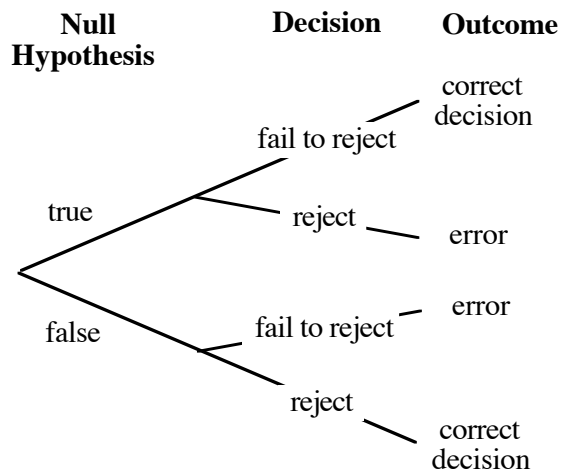 Null
Hypothesis
Decision
Outcome
correct
decision
fail to reject
true
reject
error
error
false
fail to reject
reject
correct
decision